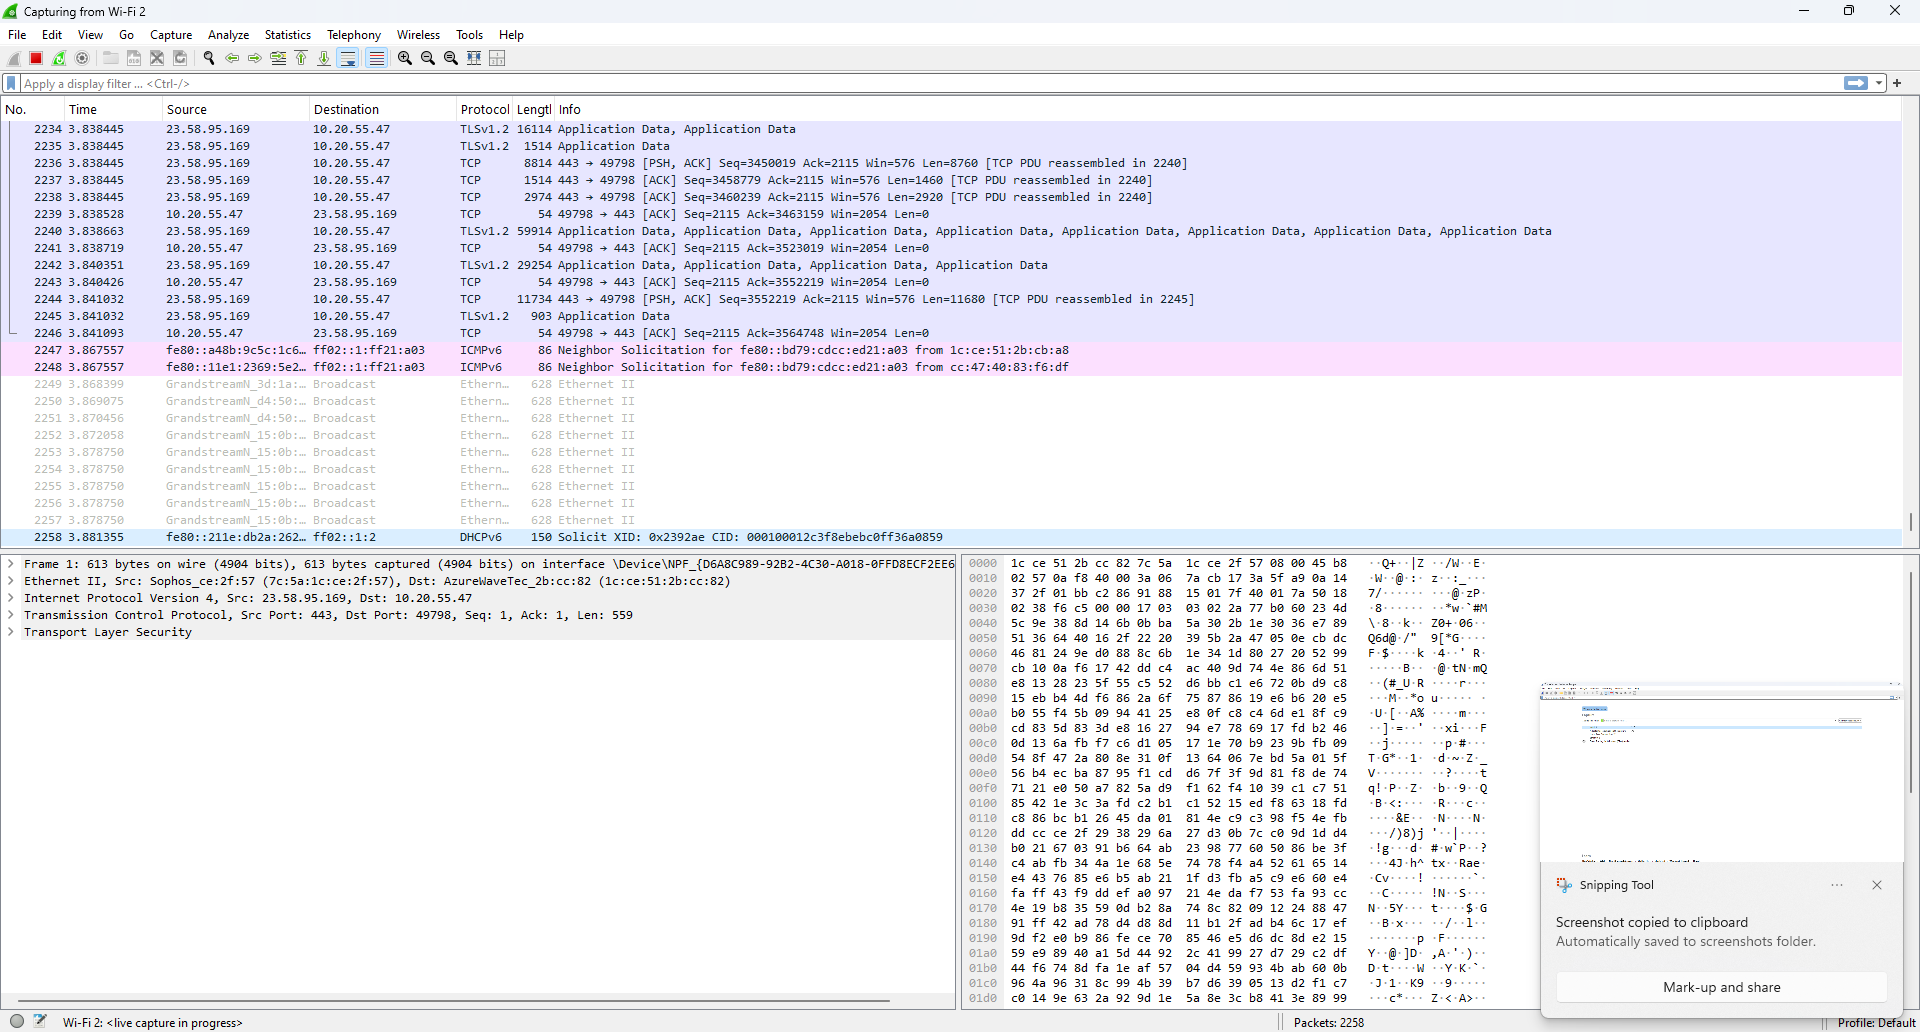 Capturing from Wi-Fi 2
File Edit View Go Capture Analyze Statistics Telephony Wireless Tools Help
Apply a display filter ... <Ctrl-/>
No. Time Source Destination Protocol Lengtl Info
2234 3.838445 23.58.95.169 10.20.55.47 TLSv1.2 16114 Application Data, Application Data
2235 3.838445 23.58.95.169 10.20.55.47 TLSv1.2 1514 Application Data
2236 3.838445 23.58.95.169 10.20.55.47 TCP 8814 443 → 49798 [PSH, ACK] Seq=3450019 Ack=2115 Win=576 Len=8760 [TCP PDU reassembled in 2240]
2237 3.838445 23.58.95.169 10.20.55.47 TCP 1514 443 → 49798 [ACK] Seq=3458779 Ack=2115 Win=576 Len=1460 [TCP PDU reassembled in 2240]
2238 3.838445 23.58.95.169 10.20.55.47 TCP 2974 443 → 49798 [ACK] Seq=3460239 Ack=2115 Win=576 Len=2920 [TCP PDU reassembled in 2240]
2239 3.838528 10.20.55.47 23.58.95.169 TCP 54 49798 → 443 [ACK] Seq=2115 Ack=3463159 Win=2054 Len=0
2240 3.838663 23.58.95.169 10.20.55.47 TLSv1.2 59914 Application Data, Application Data, Application Data, Application Data, Application Data, Application Data, Application Data, Application Data
2241 3.838719 10.20.55.47 23.58.95.169 TCP 54 49798 → 443 [ACK] Seq=2115 Ack=3523019 Win=2054 Len=0
2242 3.840351 23.58.95.169 10.20.55.47 TLSv1.2 29254 Application Data, Application Data, Application Data, Application Data
2243 3.840426 10.20.55.47 23.58.95.169 TCP 54 49798 → 443 [ACK] Seq=2115 Ack=3552219 Win=2054 Len=0
2244 3.841032 23.58.95.169 10.20.55.47 TCP 11734 443 → 49798 [PSH, ACK] Seq=3552219 Ack=2115 Win=576 Len=11680 [TCP PDU reassembled in 2245]
2245 3.841032 23.58.95.169 10.20.55.47 TLSv1.2 903 Application Data
2246 3.841093 10.20.55.47 23.58.95.169 TCP 54 49798 → 443 [ACK] Seq=2115 Ack=3564748 Win=2054 Len=0
2247 3.867557 fe80::a48b:9c5c:1c6… ff02::1:ff21:a03 ICMPv6 86 Neighbor Solicitation for fe80::bd79:cdcc:ed21:a03 from 1c:ce:51:2b:cb:a8
2248 3.867557 fe80::11e1:2369:5e2… ff02::1:ff21:a03 ICMPv6 86 Neighbor Solicitation for fe80::bd79:cdcc:ed21:a03 from cc:47:40:83:f6:df
2249 3.868399 GrandstreamN_3d:1a:… Broadcast Ethern… 628 Ethernet II
2250 3.869075 GrandstreamN_d4:50:… Broadcast Ethern… 628 Ethernet II
2251 3.870456 GrandstreamN_d4:50:… Broadcast Ethern… 628 Ethernet II
2252 3.872058 GrandstreamN_15:0b:… Broadcast Ethern… 628 Ethernet II
2253 3.878750 GrandstreamN_15:0b:… Broadcast Ethern… 628 Ethernet II
2254 3.878750 GrandstreamN_15:0b:… Broadcast Ethern… 628 Ethernet II
2255 3.878750 GrandstreamN_15:0b:… Broadcast Ethern… 628 Ethernet II
2256 3.878750 GrandstreamN_15:0b:… Broadcast Ethern… 628 Ethernet II
2257 3.878750 GrandstreamN_15:0b:… Broadcast Ethern… 628 Ethernet II
2258 3.881355 fe80::211e:db2a:262… ff02::1:2 DHCPv6 150 Solicit XID: 0x2392ae CID: 000100012c3f8ebebc0ff36a0859
Frame 1: 613 bytes on wire (4904 bits), 613 bytes captured (4904 bits) on interface \Device\NPF_{D6A8C989-92B2-4C30-A018-0FFD8ECF2EE6
Ethernet II, Src: Sophos_ce:2f:57 (7c:5a:1c:ce:2f:57), Dst: AzureWaveTec_2b:cc:82 (1c:ce:51:2b:cc:82)
Internet Protocol Version 4, Src: 23.58.95.169, Dst: 10.20.55.47
Transmission Control Protocol, Src Port: 443, Dst Port: 49798, Seq: 1, Ack: 1, Len: 559
Transport Layer Security
0000 1c ce 51 2b cc 82 7c 5a 1c ce 2f 57 08 00 45 b8 ··Q+··|Z ··/W··E·
0010 02 57 0a f8 40 00 3a 06 7a cb 17 3a 5f a9 0a 14 ·W··@·:· z··:_···
0020 37 2f 01 bb c2 86 91 88 15 01 7f 40 01 7a 50 18 7/······ ···@·zP·
0030 02 38 f6 c5 00 00 17 03 03 02 2a 77 b0 60 23 4d ·8······ ··*w·`#M
0040 5c 9e 38 8d 14 6b 0b ba 5a 30 2b 1e 30 36 e7 89 \·8··k·· Z0+·06··
0050 51 36 64 40 16 2f 22 20 39 5b 2a 47 05 0e cb dc Q6d@·/" 9[*G····
0060 46 81 24 9e d0 88 8c 6b 1e 34 1d 80 27 20 52 99 F·$····k ·4··' R·
0070 cb 10 0a f6 17 42 dd c4 ac 40 9d 74 4e 86 6d 51 ·····B·· ·@·tN·mQ
0080 e8 13 28 23 5f 55 c5 52 d6 bb c1 e6 72 0b d9 c8 ··(#_U·R ····r···
0090 15 eb b4 4d f6 86 2a 6f 75 87 86 19 e6 b6 20 e5 ···M··*o u····· ·
00a0 b0 55 f4 5b 09 94 41 25 e8 0f c8 c4 6d e1 8f c9 ·U·[··A% ····m···
00b0 cd 83 5d 83 3d e8 16 27 94 e7 78 69 17 fd b2 46 ··]·=··' ··xi···F
00c0 0d 13 6a fb f7 c6 d1 05 17 1e 70 b9 23 9b fb 09 ··j····· ··p·#···
00d0 54 8f 47 2a 80 8e 31 0f 13 64 06 7e bd 5a 01 5f T·G*··1· ·d·~·Z·_
00e0 56 b4 ec ba 87 95 f1 cd d6 7f 3f 9d 81 f8 de 74 V······· ··?····t
00f0 71 21 e0 50 a7 82 5a d9 f1 62 f4 10 39 c1 c7 51 q!·P··Z· ·b··9··Q
0100 85 42 1e 3c 3a fd c2 b1 c1 52 15 ed f8 63 18 fd ·B·<:··· ·R···c··
0110 c8 86 bc b1 26 45 da 01 81 4e c9 c3 98 f5 4e fb ····&E·· ·N····N·
0120 dd cc ce 2f 29 38 29 6a 27 d3 0b 7c c0 9d 1d d4 ···/)8)j '··|····
0130 b0 21 67 03 91 b6 64 ab 23 98 77 60 50 86 be 3f ·!g···d· #·w`P··?
0140 c4 ab fb 34 4a 1e 68 5e 74 78 f4 a4 52 61 65 14 ···4J·h^ tx··Rae·
0150 e4 43 76 85 e6 b5 ab 21 1f d3 fb a5 c9 e6 60 e4 ·Cv····! ······`·
0160 fa ff 43 f9 dd ef a0 97 21 4e da f7 53 fa 93 cc ··C····· !N··S···
0170 4e 19 b8 35 59 0d b2 8a 74 8c 82 09 12 24 88 47 N··5Y··· t····$·G
0180 91 ff 42 ad 78 d4 d8 8d 11 b1 2f ad b4 6c 17 ef ··B·x··· ··/··l··
0190 9d f2 e0 b9 86 fe ce 70 85 46 e5 d6 dc 8d e2 15 ·······p ·F······
01a0 59 e9 89 40 a1 5d 44 92 2c 41 99 27 d7 29 c2 df Y··@·]D· ,A·'·)··
01b0 44 f6 74 8d fa 1e af 57 04 d4 59 93 4b ab 60 0b D·t····W ··Y·K·`·
01c0 96 4a 96 31 8c 99 4b 39 b7 d6 39 05 13 d2 f1 c7 ·J·1··K9 ··9·····
01d0 c0 14 9e 63 2a 92 9d 1e 5a 8e 3c b8 41 3e 89 99 ···c*··· Z·<·A>··
Snipping Tool
Screenshot copied to clipboard
Automatically saved to screenshots folder.
Mark-up and share
Wi-Fi 2: <live capture in progress>
Packets: 2258
Profile: Default